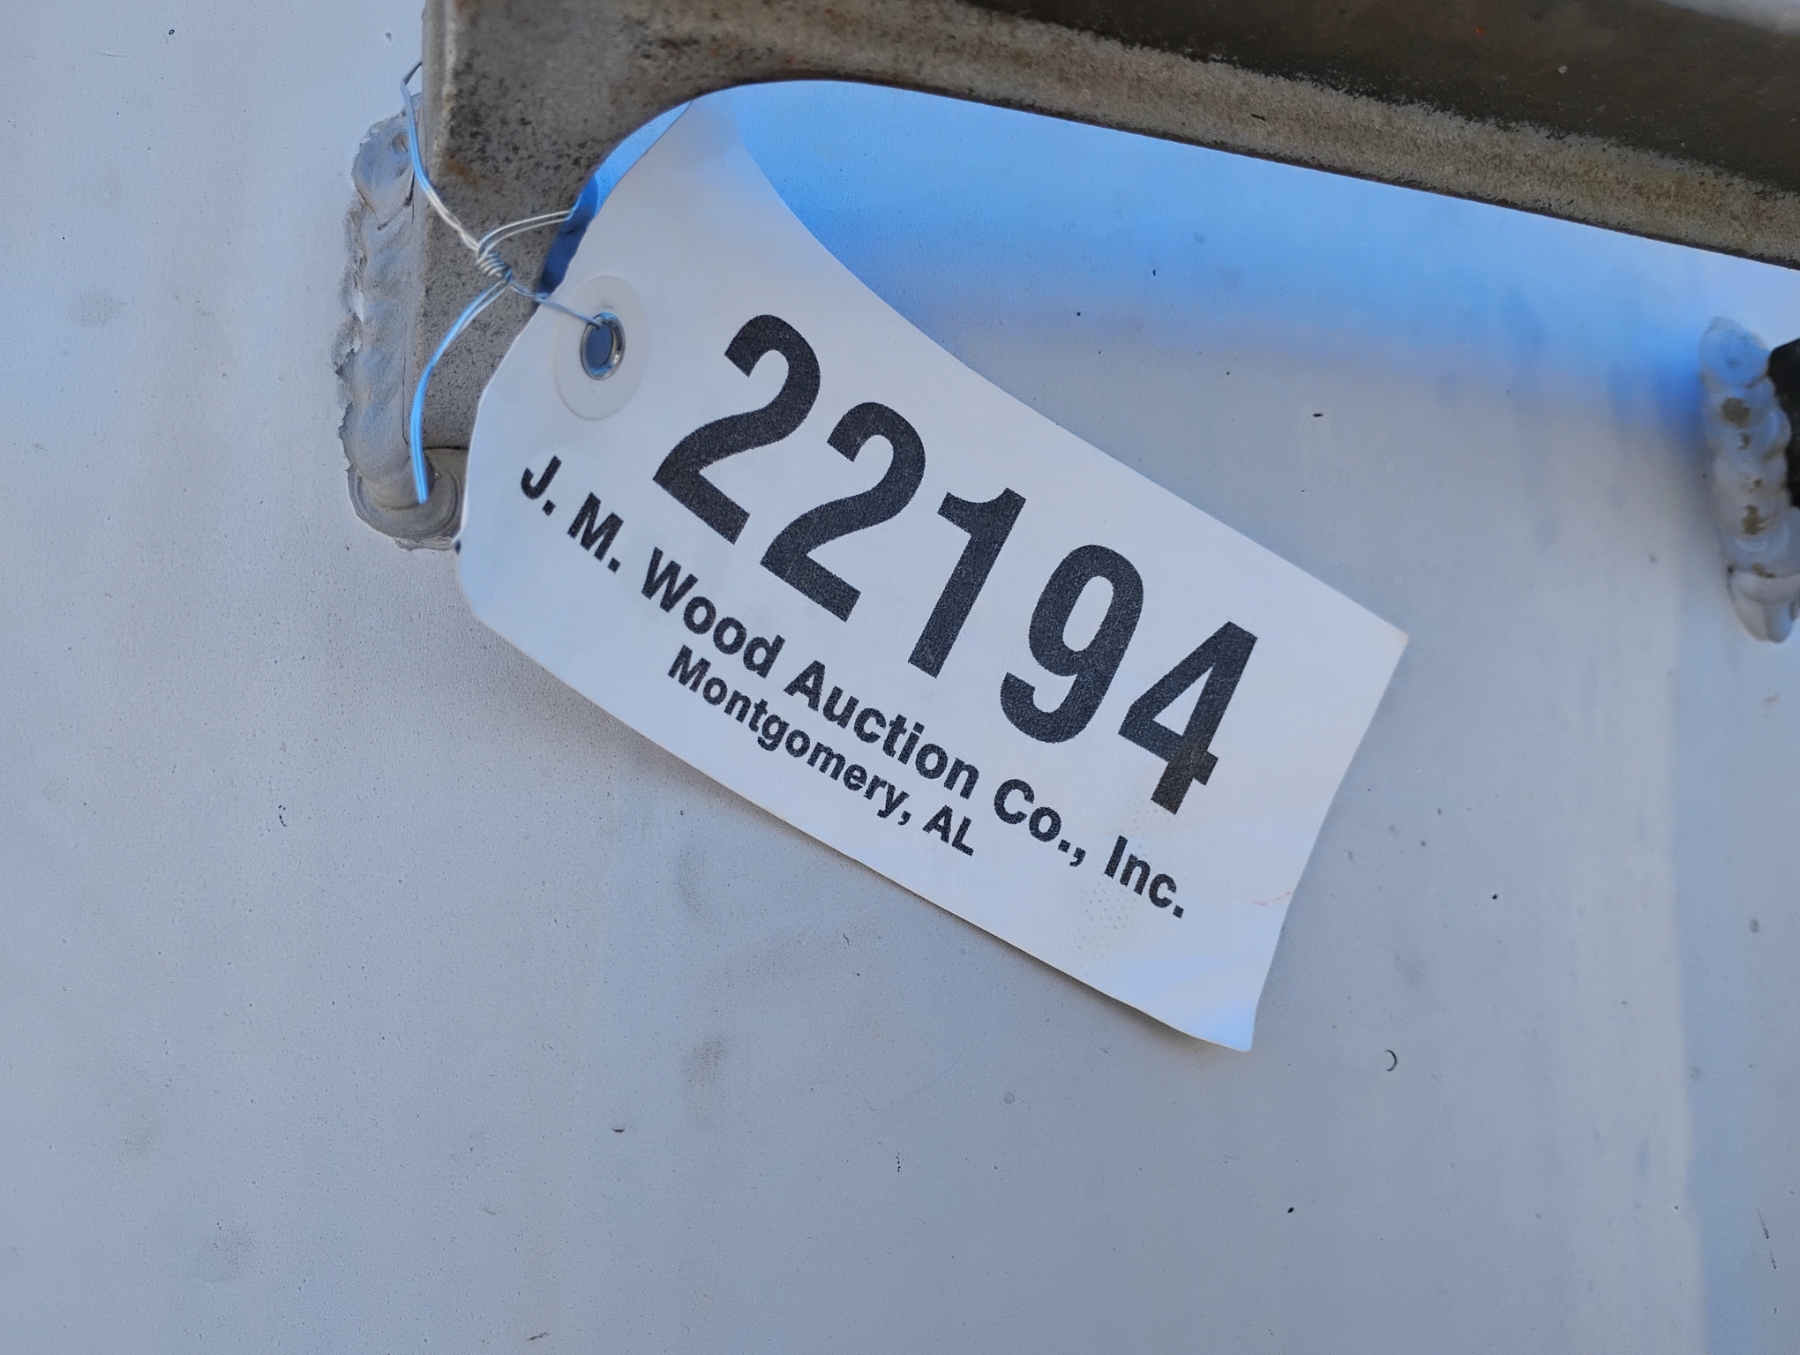 22194
J. M. Wood Auction Co., Inc.
Montgomery, AL